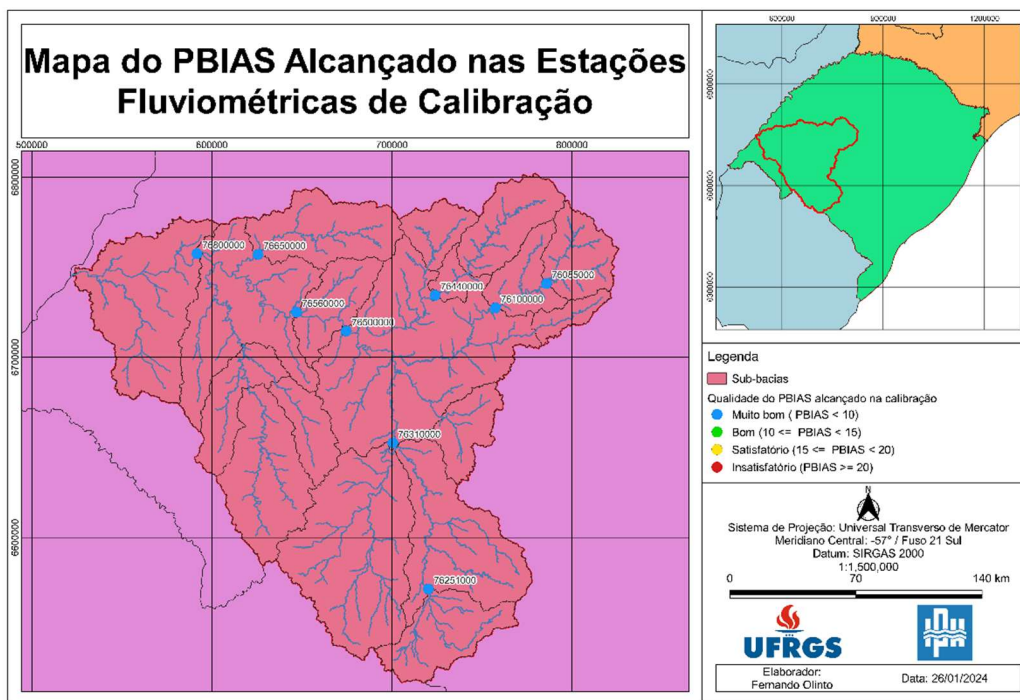 Mapa do PBIAS Alcançado nas Estações
Fluviométricas de Calibração
500000
600000
700000
800000
6800000
6700000
6600000
76800000
76650000
76560000
76500000
76440000
76085000
76100000
76310000
76251000
600000
900000
1200000
6900000
6600000
6300000
Legenda
Sub-bacias
Qualidade do PBIAS alcançado na calibração
Muito bom ( PBIAS < 10)
Bom (10 <= PBIAS < 15)
Satisfatório (15 <= PBIAS < 20)
Insatisfatório (PBIAS >= 20)
N
Sistema de Projeção: Universal Transverso de Mercator
Meridiano Central: -57° / Fuso 21 Sul
Datum: SIRGAS 2000
1:1,500,000
0 70 140 km
UFRGS
IPH
Elaborador:
Fernando Olinto
Data: 26/01/2024